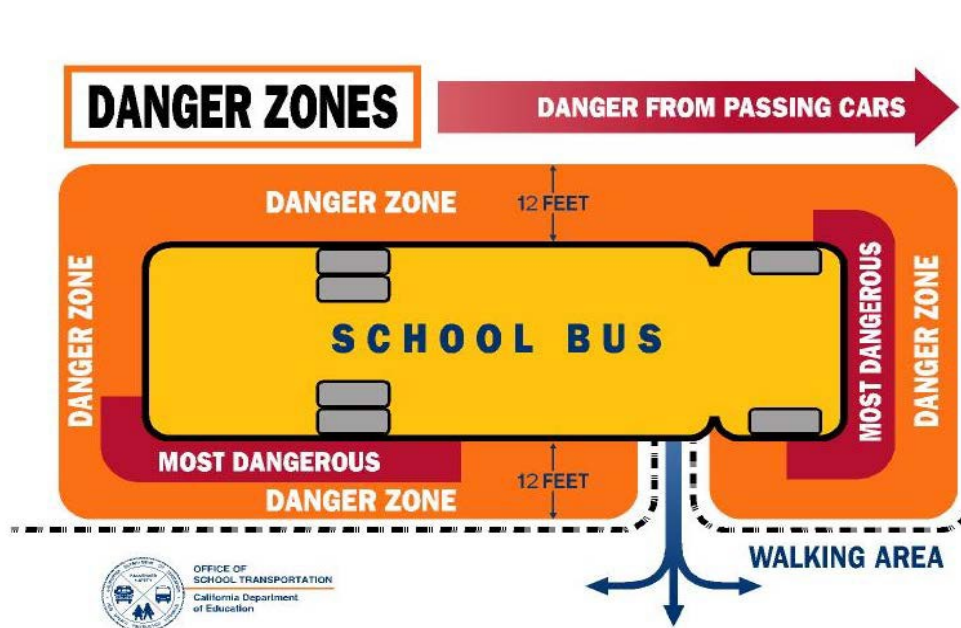 DANGER ZONES
DANGER FROM PASSING CARS
DANGER ZONE
12 FEET
DANGER ZONE
SCHOOL BUS
MOST DANGEROUS
DANGER ZONE
MOST DANGEROUS
12 FEET
DANGER ZONE
WALKING AREA
OFFICE OF
SCHOOL TRANSPORTATION
California Department
of Education